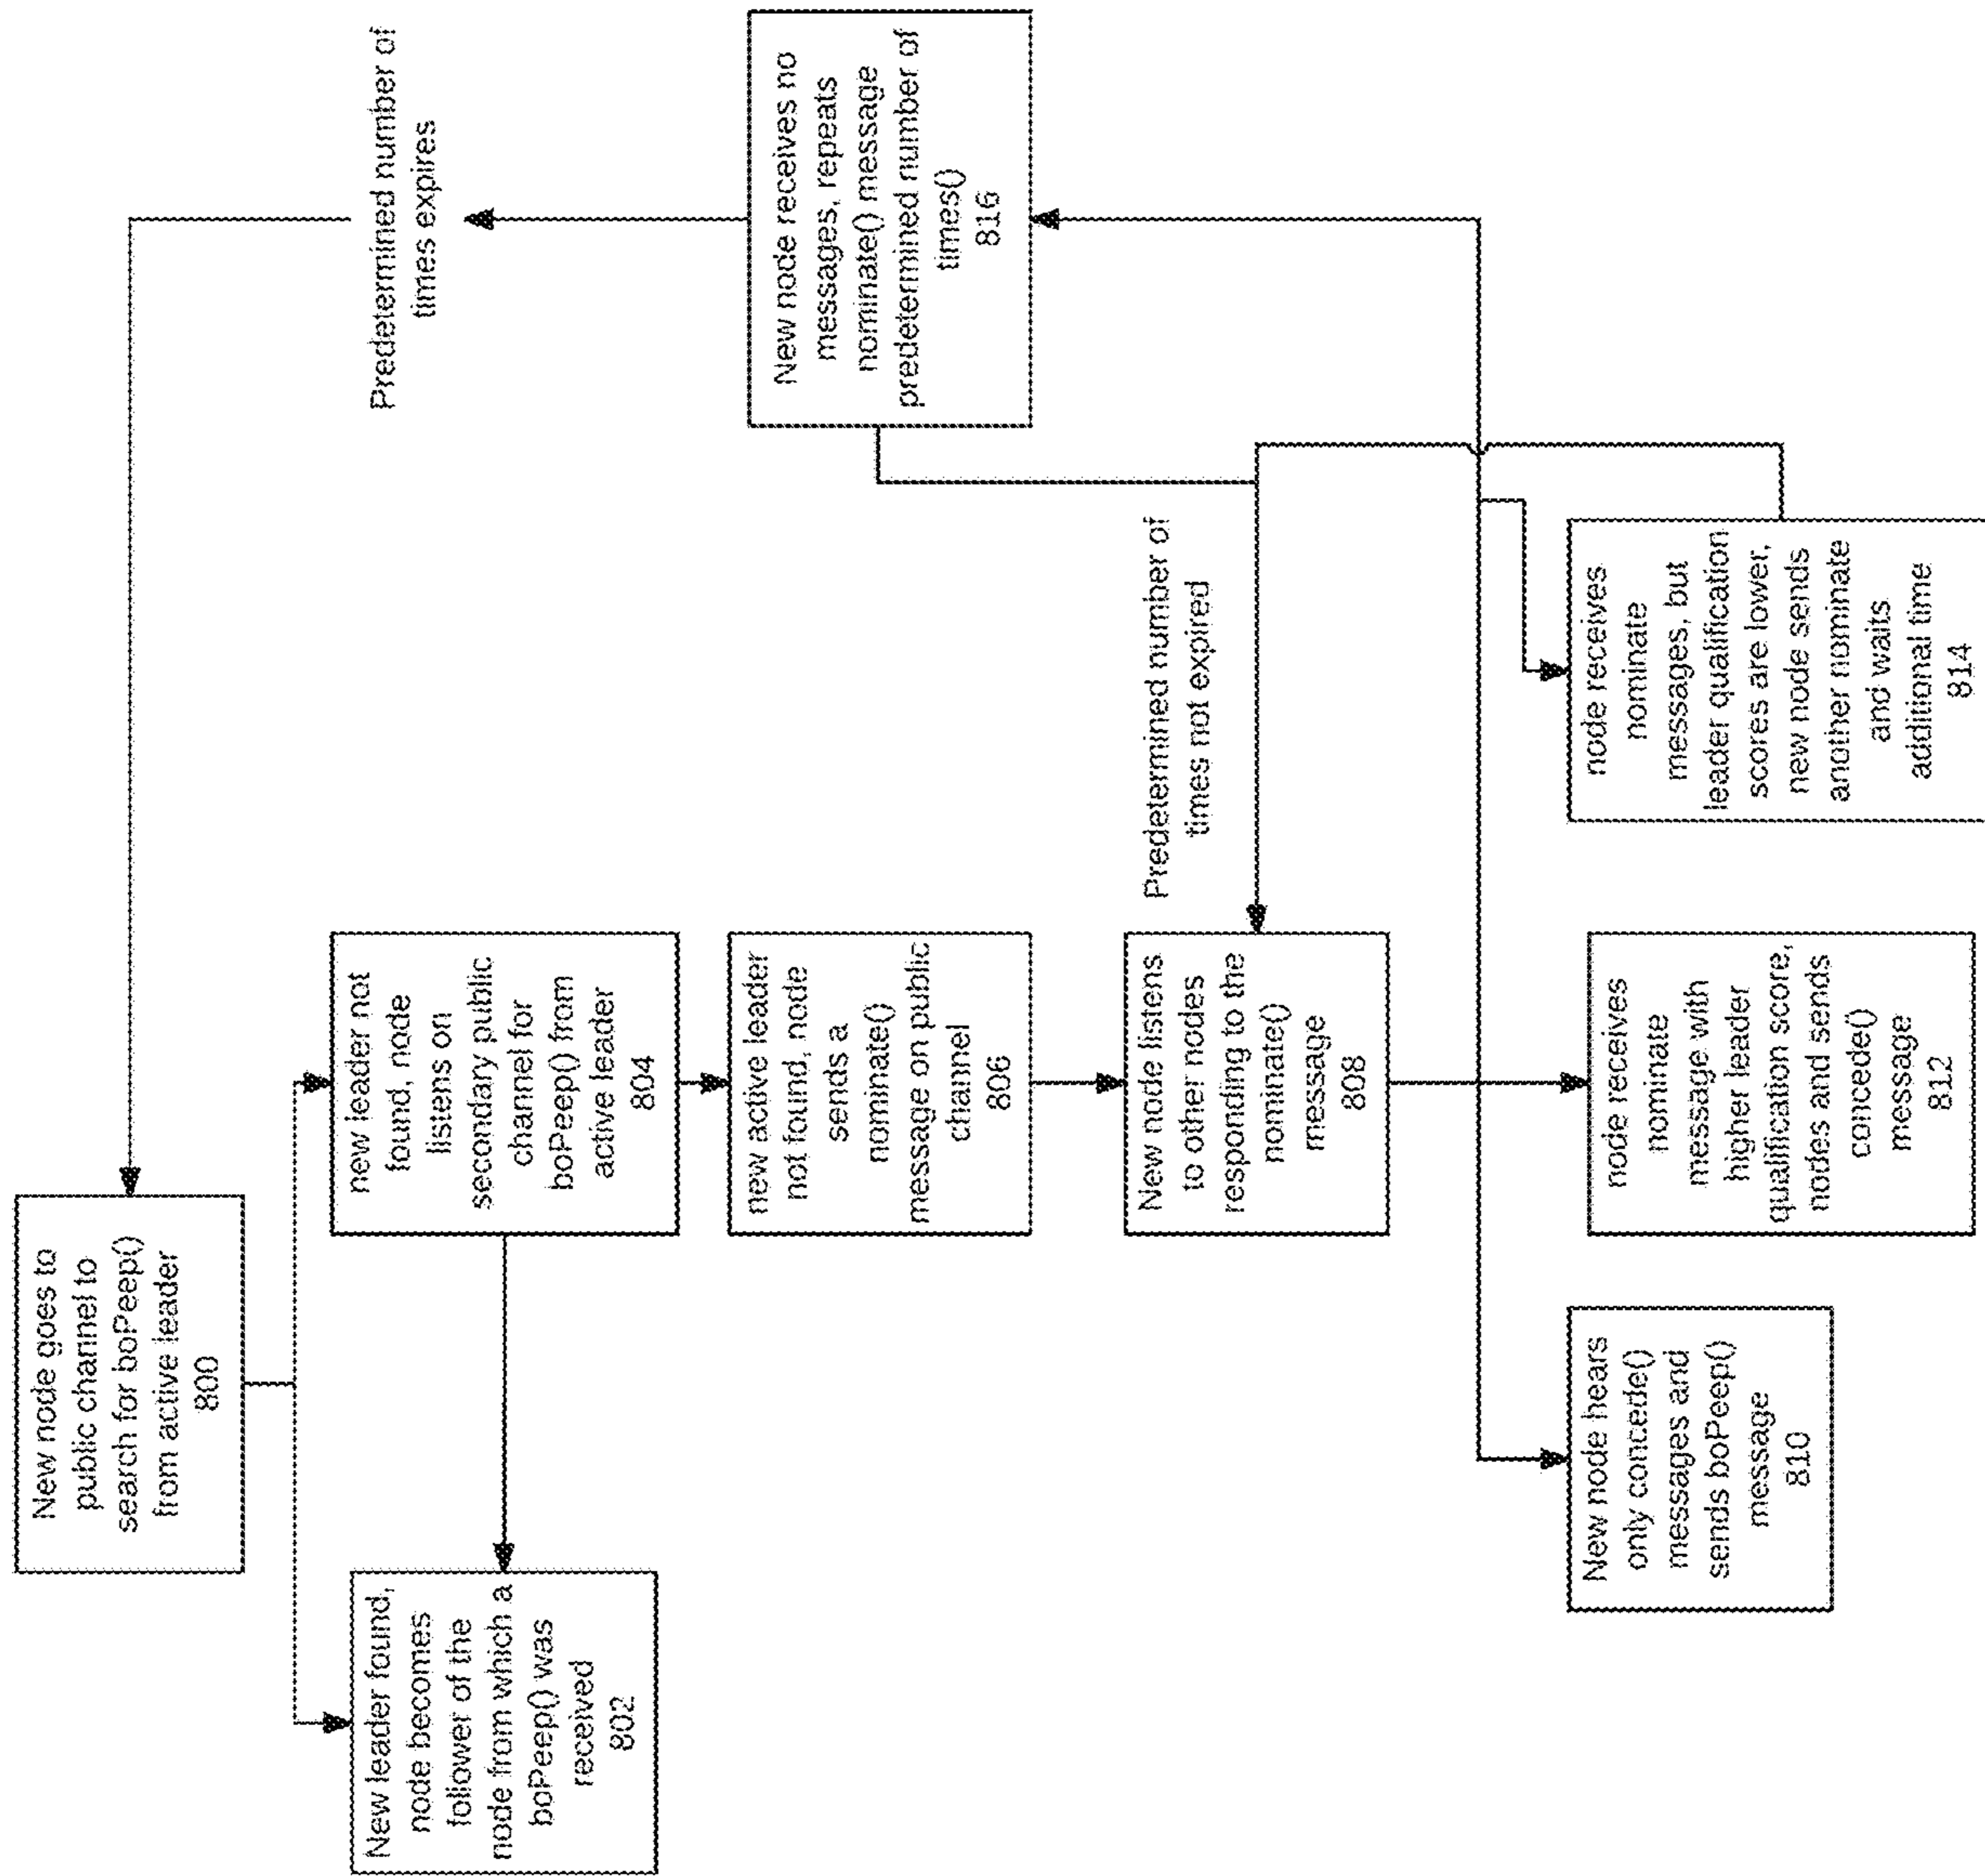 New node goes to
public channel to
search for boPeep()
from active leader
800
New leader found,
node becomes
follower of the
node from which a
boPeep() was
received
802
new leader not
found, node
listens on
secondary public
channel for
boPeep() from
active leader
804
new active leader
not found, node
sends a
nominate()
message on public
channel
806
New node listens
to other nodes
responding to the
nominate()
message
808
New node hears
only concede()
messages and
sends boPeep()
message
810
node receives
nominate
message with
higher leader
qualification score,
nodes and sends
concede()
message
812
node receives
nominate
messages, but
leader qualification
scores are lower,
new node sends
another nominate
and waits
additional time
814
New node receives no
messages, repeats
nominate() message
predetermined number of
times()
816
Predetermined number of
times expires
Predetermined number of
times not expired